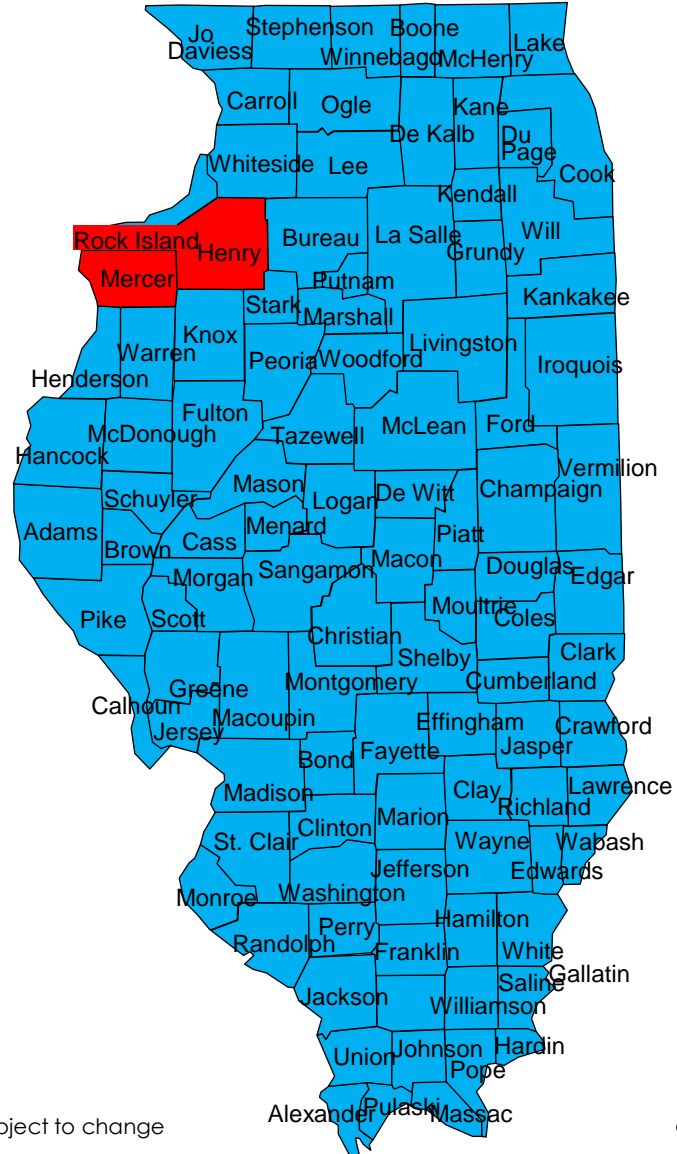 Jo Daviess
Stephenson
Winnebago
Boone
McHenry
Lake
Carroll
Ogle
De Kalb
Kane
Du Page
Cook
Whiteside
Lee
Kendall
Rock Island
Henry
Bureau
La Salle
Grundy
Will
Mercer
Putnam
Kankakee
Stark
Marshall
Knox
Warren
Peoria
Woodford
Livingston
Iroquois
Henderson
Fulton
McDonough
Tazewell
McLean
Ford
Hancock
Vermilion
Mason
Schuyler
Logan
De Witt
Champaign
Adams
Menard
Piatt
Brown
Cass
Macon
Morgan
Sangamon
Douglas
Edgar
Pike
Scott
Moultrie
Coles
Christian
Shelby
Clark
Greene
Montgomery
Cumberland
Calhoun
Jersey
Macoupin
Effingham
Jasper
Crawford
Bond
Fayette
Madison
Clay
Richland
Lawrence
Clinton
Marion
St. Clair
Wayne
Wabash
Jefferson
Edwards
Monroe
Washington
Hamilton
Perry
Randolph
Franklin
White
Gallatin
Saline
Jackson
Williamson
Union
Johnson
Hardin
Pope
Alexander
Pulaski
Massac
bject to change